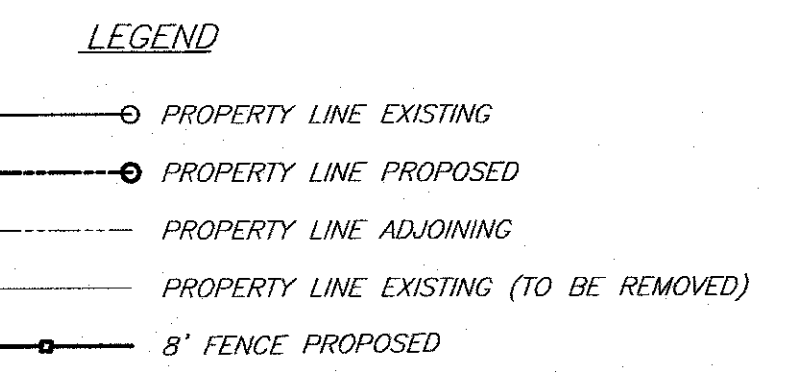 LEGEND
PROPERTY LINE EXISTING
PROPERTY LINE PROPOSED
PROPERTY LINE ADJOINING
PROPERTY LINE EXISTING (TO BE REMOVED)
8' FENCE PROPOSED